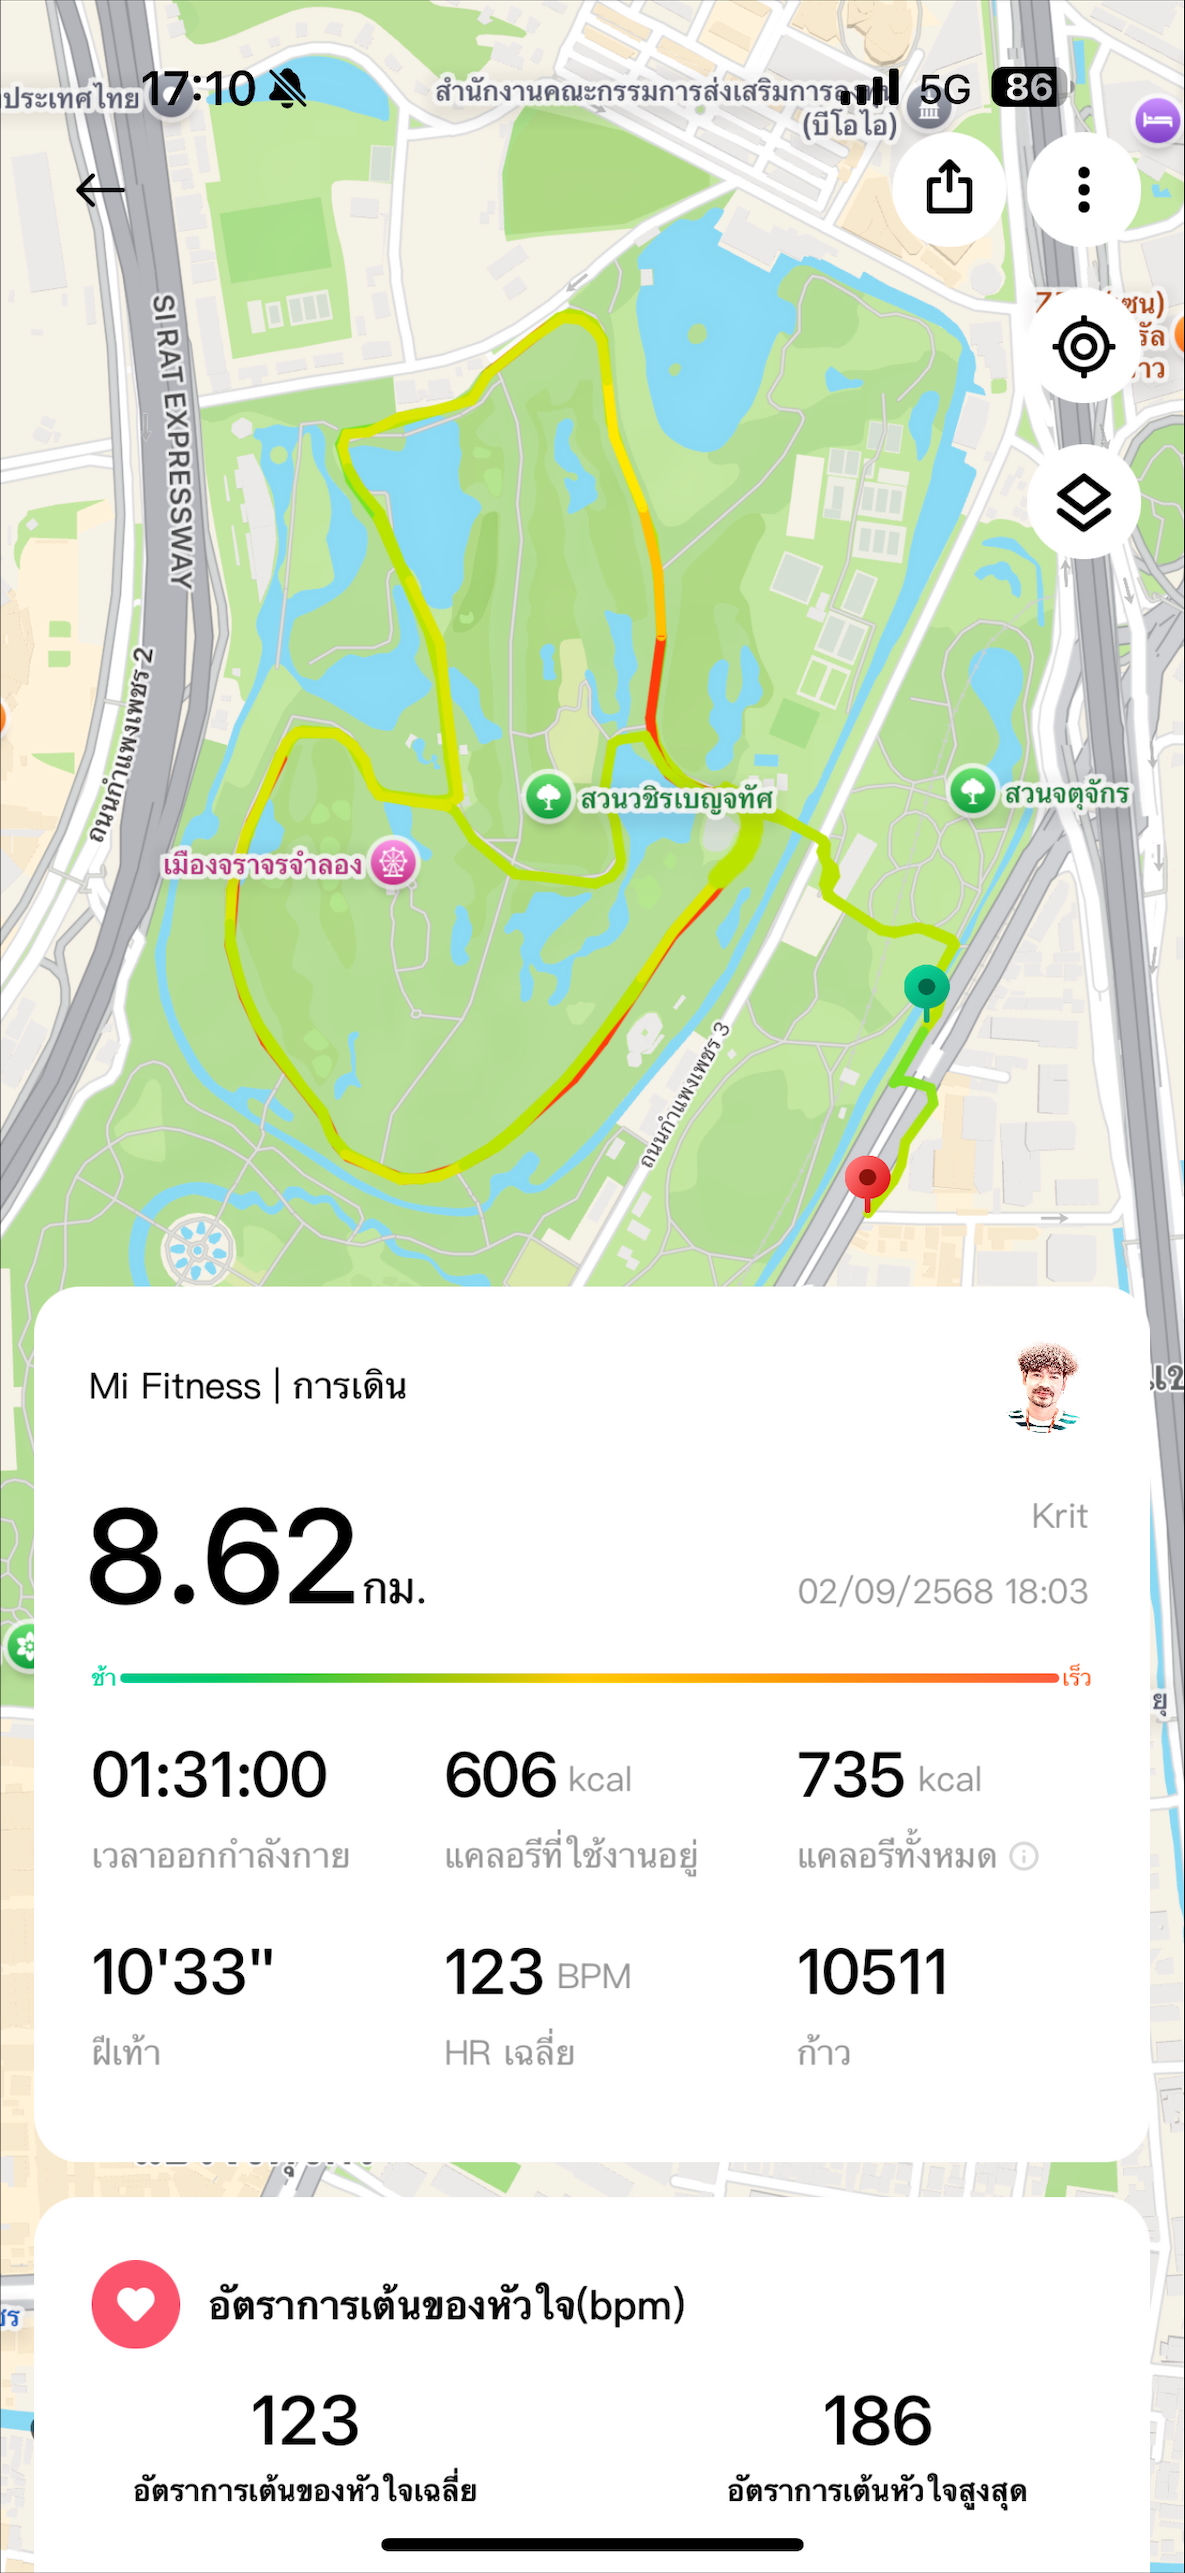 17:10
5G
86
ประเทศไทย
สำนักงานคณะกรรมการส่งเสริมการลงทุน
(บีโอไอ)
SI RAT EXPRESSWAY
ถนนกำแพงเพชร 2
สวนวชิรเบญจทัศ
สวนจตุจักร
เมืองจราจรจำลอง
ถนนกำแพงเพชร 3
Mi Fitness | การเดิน
8.62 กม.
Krit
02/09/2568 18:03
ช้า
เร็ว
01:31:00
606 kcal
735 kcal
เวลาออกกำลังกาย
แคลอรีที่ใช้งานอยู่
แคลอรีทั้งหมด
10'33"
123 BPM
10511
ฝีเท้า
HR เฉลี่ย
ก้าว
อัตราการเต้นของหัวใจ(bpm)
123
186
อัตราการเต้นของหัวใจเฉลี่ย
อัตราการเต้นหัวใจสูงสุด